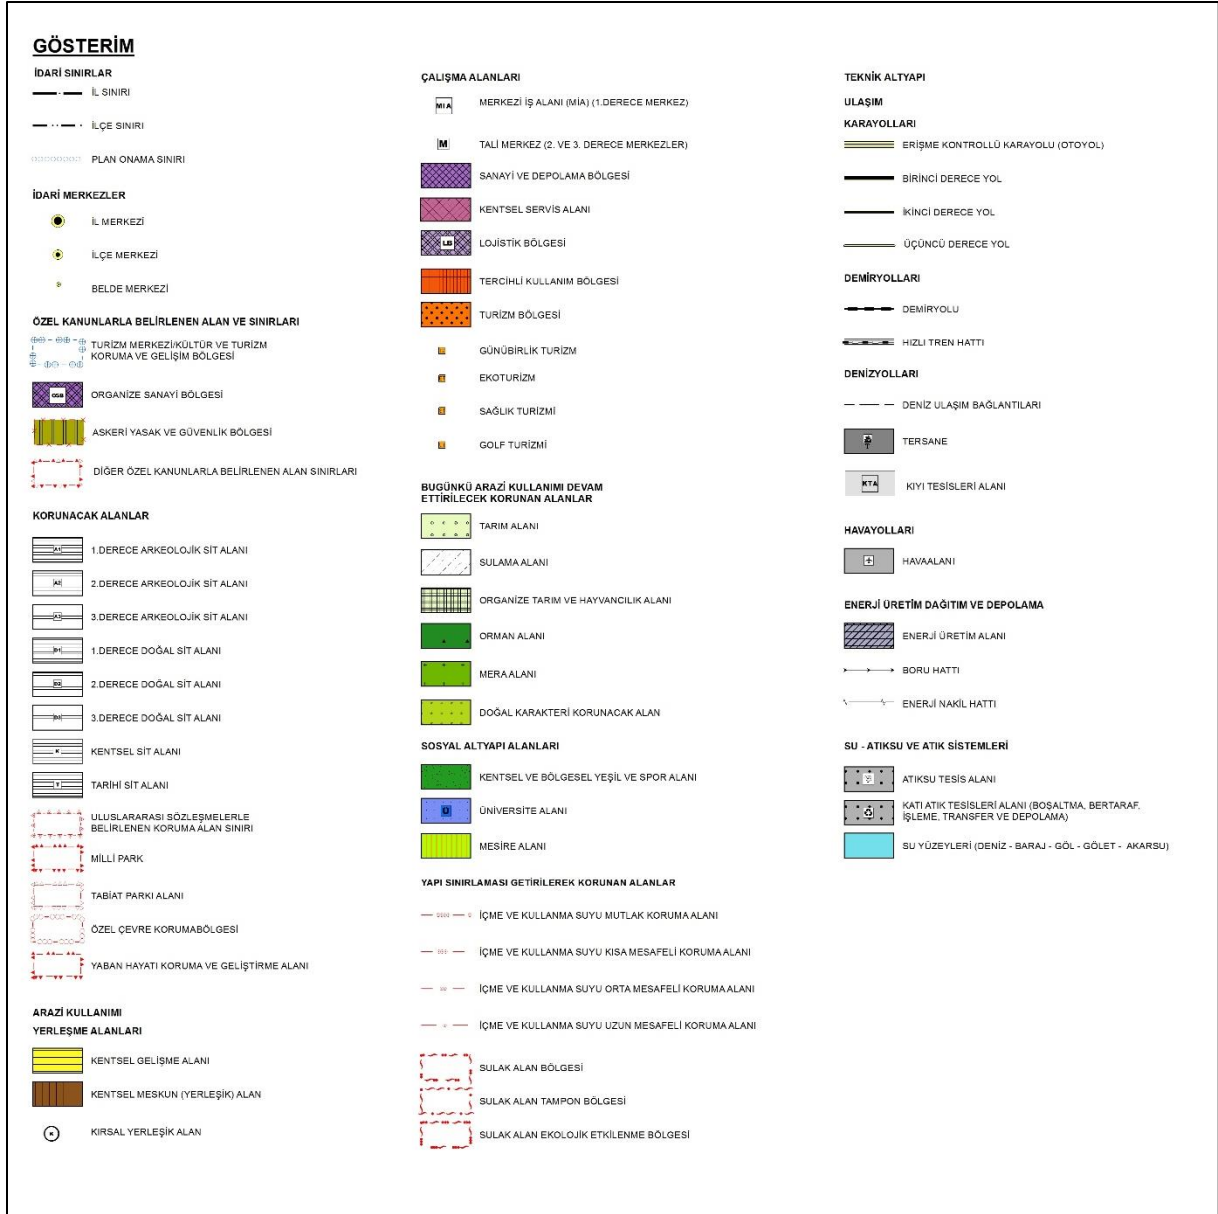 GÖSTERİM
İDARİ SINIRLAR
İL SINIRI
İLÇE SINIRI
PLAN ONAMA SINIRI
İDARİ MERKEZLER
İL MERKEZİ
İLÇE MERKEZİ
BELDE MERKEZİ
ÖZEL KANUNLARLA BELİRLENEN ALAN VE SINIRLARI
TURİZM MERKEZİ/KÜLTÜR VE TURİZM
KORUMA VE GELİŞİM BÖLGESİ
OSB ORGANİZE SANAYİ BÖLGESİ
ASKERİ YASAK VE GÜVENLİK BÖLGESİ
DİĞER ÖZEL KANUNLARLA BELİRLENEN ALAN SINIRLARI
KORUNACAK ALANLAR
A1 1.DERECE ARKEOLOJİK SİT ALANI
A2 2.DERECE ARKEOLOJİK SİT ALANI
A3 3.DERECE ARKEOLOJİK SİT ALANI
D1 1.DERECE DOĞAL SİT ALANI
D2 2.DERECE DOĞAL SİT ALANI
D3 3.DERECE DOĞAL SİT ALANI
K KENTSEL SİT ALANI
T TARİHİ SİT ALANI
ULUSLARARASI SÖZLEŞMELERLE
BELİRLENEN KORUMA ALAN SINIRI
MİLLİ PARK
TABİAT PARKI ALANI
ÖZEL ÇEVRE KORUMABÖLGESİ
YABAN HAYATI KORUMA VE GELİŞTİRME ALANI
ARAZİ KULLANIMI
YERLEŞME ALANLARI
KENTSEL GELİŞME ALANI
KENTSEL MESKUN (YERLEŞİK) ALAN
K KIRSAL YERLEŞİK ALAN
ÇALIŞMA ALANLARI
MİA MERKEZİ İŞ ALANI (MİA) (1.DERECE MERKEZ)
M TALİ MERKEZ (2. VE 3. DERECE MERKEZLER)
SANAYİ VE DEPOLAMA BÖLGESİ
KENTSEL SERVİS ALANI
LB LOJİSTİK BÖLGESİ
TERCİHLİ KULLANIM BÖLGESİ
TURİZM BÖLGESİ
GÜNÜBİRLİK TURİZM
EKOTURİZM
SAĞLIK TURİZMİ
GOLF TURİZMİ
BUGÜNKÜ ARAZİ KULLANIMI DEVAM
ETTİRİLECEK KORUNAN ALANLAR
TARIM ALANI
SULAMA ALANI
ORGANİZE TARIM VE HAYVANCILIK ALANI
ORMAN ALANI
MERA ALANI
DOĞAL KARAKTERİ KORUNACAK ALAN
SOSYAL ALTYAPI ALANLARI
KENTSEL VE BÖLGESEL YEŞİL VE SPOR ALANI
Ü ÜNİVERSİTE ALANI
MESİRE ALANI
YAPI SINIRLAMASI GETİRİLEREK KORUNAN ALANLAR
İÇME VE KULLANMA SUYU MUTLAK KORUMA ALANI
İÇME VE KULLANMA SUYU KISA MESAFELİ KORUMA ALANI
İÇME VE KULLANMA SUYU ORTA MESAFELİ KORUMA ALANI
İÇME VE KULLANMA SUYU UZUN MESAFELİ KORUMA ALANI
SULAK ALAN BÖLGESİ
SULAK ALAN TAMPON BÖLGESİ
SULAK ALAN EKOLOJİK ETKİLENME BÖLGESİ
TEKNİK ALTYAPI
ULAŞIM
KARAYOLLARI
ERİŞME KONTROLLÜ KARAYOLU (OTOYOL)
BİRİNCİ DERECE YOL
İKİNCİ DERECE YOL
ÜÇÜNCÜ DERECE YOL
DEMİRYOLLARI
DEMİRYOLU
HIZLI TREN HATTI
DENİZYOLLARI
DENİZ ULAŞIM BAĞLANTILARI
TERSANE
KTA KIYI TESİSLERİ ALANI
HAVAYOLLARI
HAVAALANI
ENERJİ ÜRETİM DAĞITIM VE DEPOLAMA
ENERJİ ÜRETİM ALANI
BORU HATTI
ENERJİ NAKİL HATTI
SU - ATIKSU VE ATIK SİSTEMLERİ
ATIKSU TESİS ALANI
KATI ATIK TESİSLERİ ALANI (BOŞALTMA, BERTARAF,
İŞLEME, TRANSFER VE DEPOLAMA)
SU YÜZEYLERİ (DENİZ - BARAJ - GÖL - GÖLET - AKARSU)